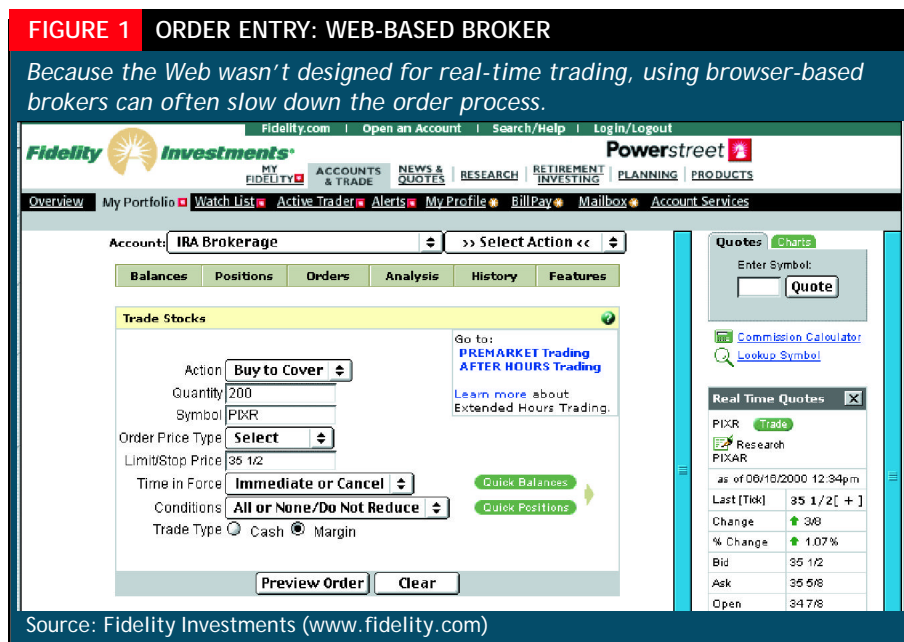 FIGURE 1 ORDER ENTRY: WEB-BASED BROKER
Because the Web wasn't designed for real-time trading, using browser-based
brokers can often slow down the order process.
Fidelity.com | Open an Account | Search/Help | Login/Logout
Fidelity Investments
Powerstreet
MY FIDELITY
ACCOUNTS & TRADE
NEWS & QUOTES
RESEARCH
RETIREMENT INVESTING
PLANNING
PRODUCTS
Overview My Portfolio Watch List Active Trader Alerts My Profile BillPay Mailbox Account Services
Account: IRA Brokerage
>> Select Action <<
Balances Positions Orders Analysis History Features
Trade Stocks
Action Buy to Cover
Quantity 200
Symbol PIXR
Order Price Type Select
Limit/Stop Price 35 1/2
Time in Force Immediate or Cancel
Conditions All or None/Do Not Reduce
Trade Type Cash Margin
Go to:
PREMARKET Trading
AFTER HOURS Trading
Learn more about
Extended Hours Trading.
Quick Balances
Quick Positions
Preview Order Clear
Quotes Charts
Enter Symbol:
Quote
Commission Calculator
Lookup Symbol
Real Time Quotes X
PIXR Trade
Research
PIXAR
as of 06/16/2000 12:34pm
Last [Tick] 35 1/2[ + ]
Change 3/8
% Change 1.07%
Bid 35 1/2
Ask 35 5/8
Open 34 7/8
Source: Fidelity Investments (www.fidelity.com)